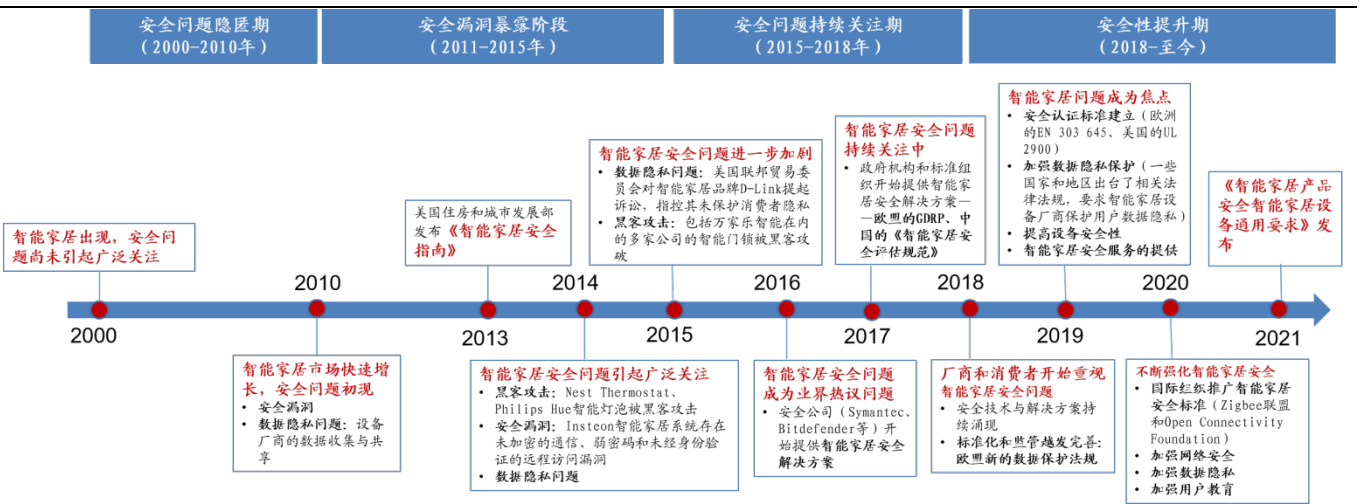 安全问题隐匿期
(2000-2010年)
安全漏洞暴露阶段
(2011-2015年)
安全问题持续关注期
(2015-2018年)
安全性提升期
(2018-至今)
智能家居出现，安全问
题尚未引起广泛关注
美国住房和城市发展部
发布《智能家居安全
指南》
智能家居安全问题进一步加剧
• 数据隐私问题：美国联邦贸易委
员会对智能家居品牌D-Link提起
诉讼，指控其未保护消费者隐私
• 黑客攻击：包括万家乐智能在内
的多家公司的智能门锁被黑客攻
破
智能家居安全问题
持续关注中
• 政府机构和标准组
织开始提供智能家
居安全解决方案—
—欧盟的GDRP、中
国的《智能家居安
全评估规范》
智能家居问题成为焦点
• 安全认证标准建立（欧洲
的EN 303 645、美国的UL
2900）
• 加强数据隐私保护（一些
国家和地区出台了相关法
律法规，要求智能家居设
备厂商保护用户数据隐私）
• 提高设备安全性
• 智能家居安全服务的提供
《智能家居产品
安全智能家居设
备通用要求》发
布
2000
2010
2013
2014
2015
2016
2017
2018
2019
2020
2021
智能家居市场快速增
长，安全问题初现
• 安全漏洞
• 数据隐私问题：设备
厂商的数据收集与共
享
智能家居安全问题引起广泛关注
• 黑客攻击：Nest Thermostat、
Philips Hue智能灯泡被黑客攻击
• 安全漏洞：Insteon智能家居系统存在
未加密的通信、弱密码和未经身份验
证的远程访问漏洞
• 数据隐私问题
智能家居安全问题
成为业界热议问题
• 安全公司（Symantec、
Bitdefender等）开
始提供智能家居安全
解决方案
厂商和消费者开始重视
智能家居安全问题
• 安全技术与解决方案持
续涌现
• 标准化和监管越发完善：
欧盟新的数据保护法规
不断强化智能家居安全
• 国际组织推广智能家居
安全标准（Zigbee联盟
和Open Connectivity
Foundation）
• 加强网络安全
• 加强数据隐私
• 加强用户教育